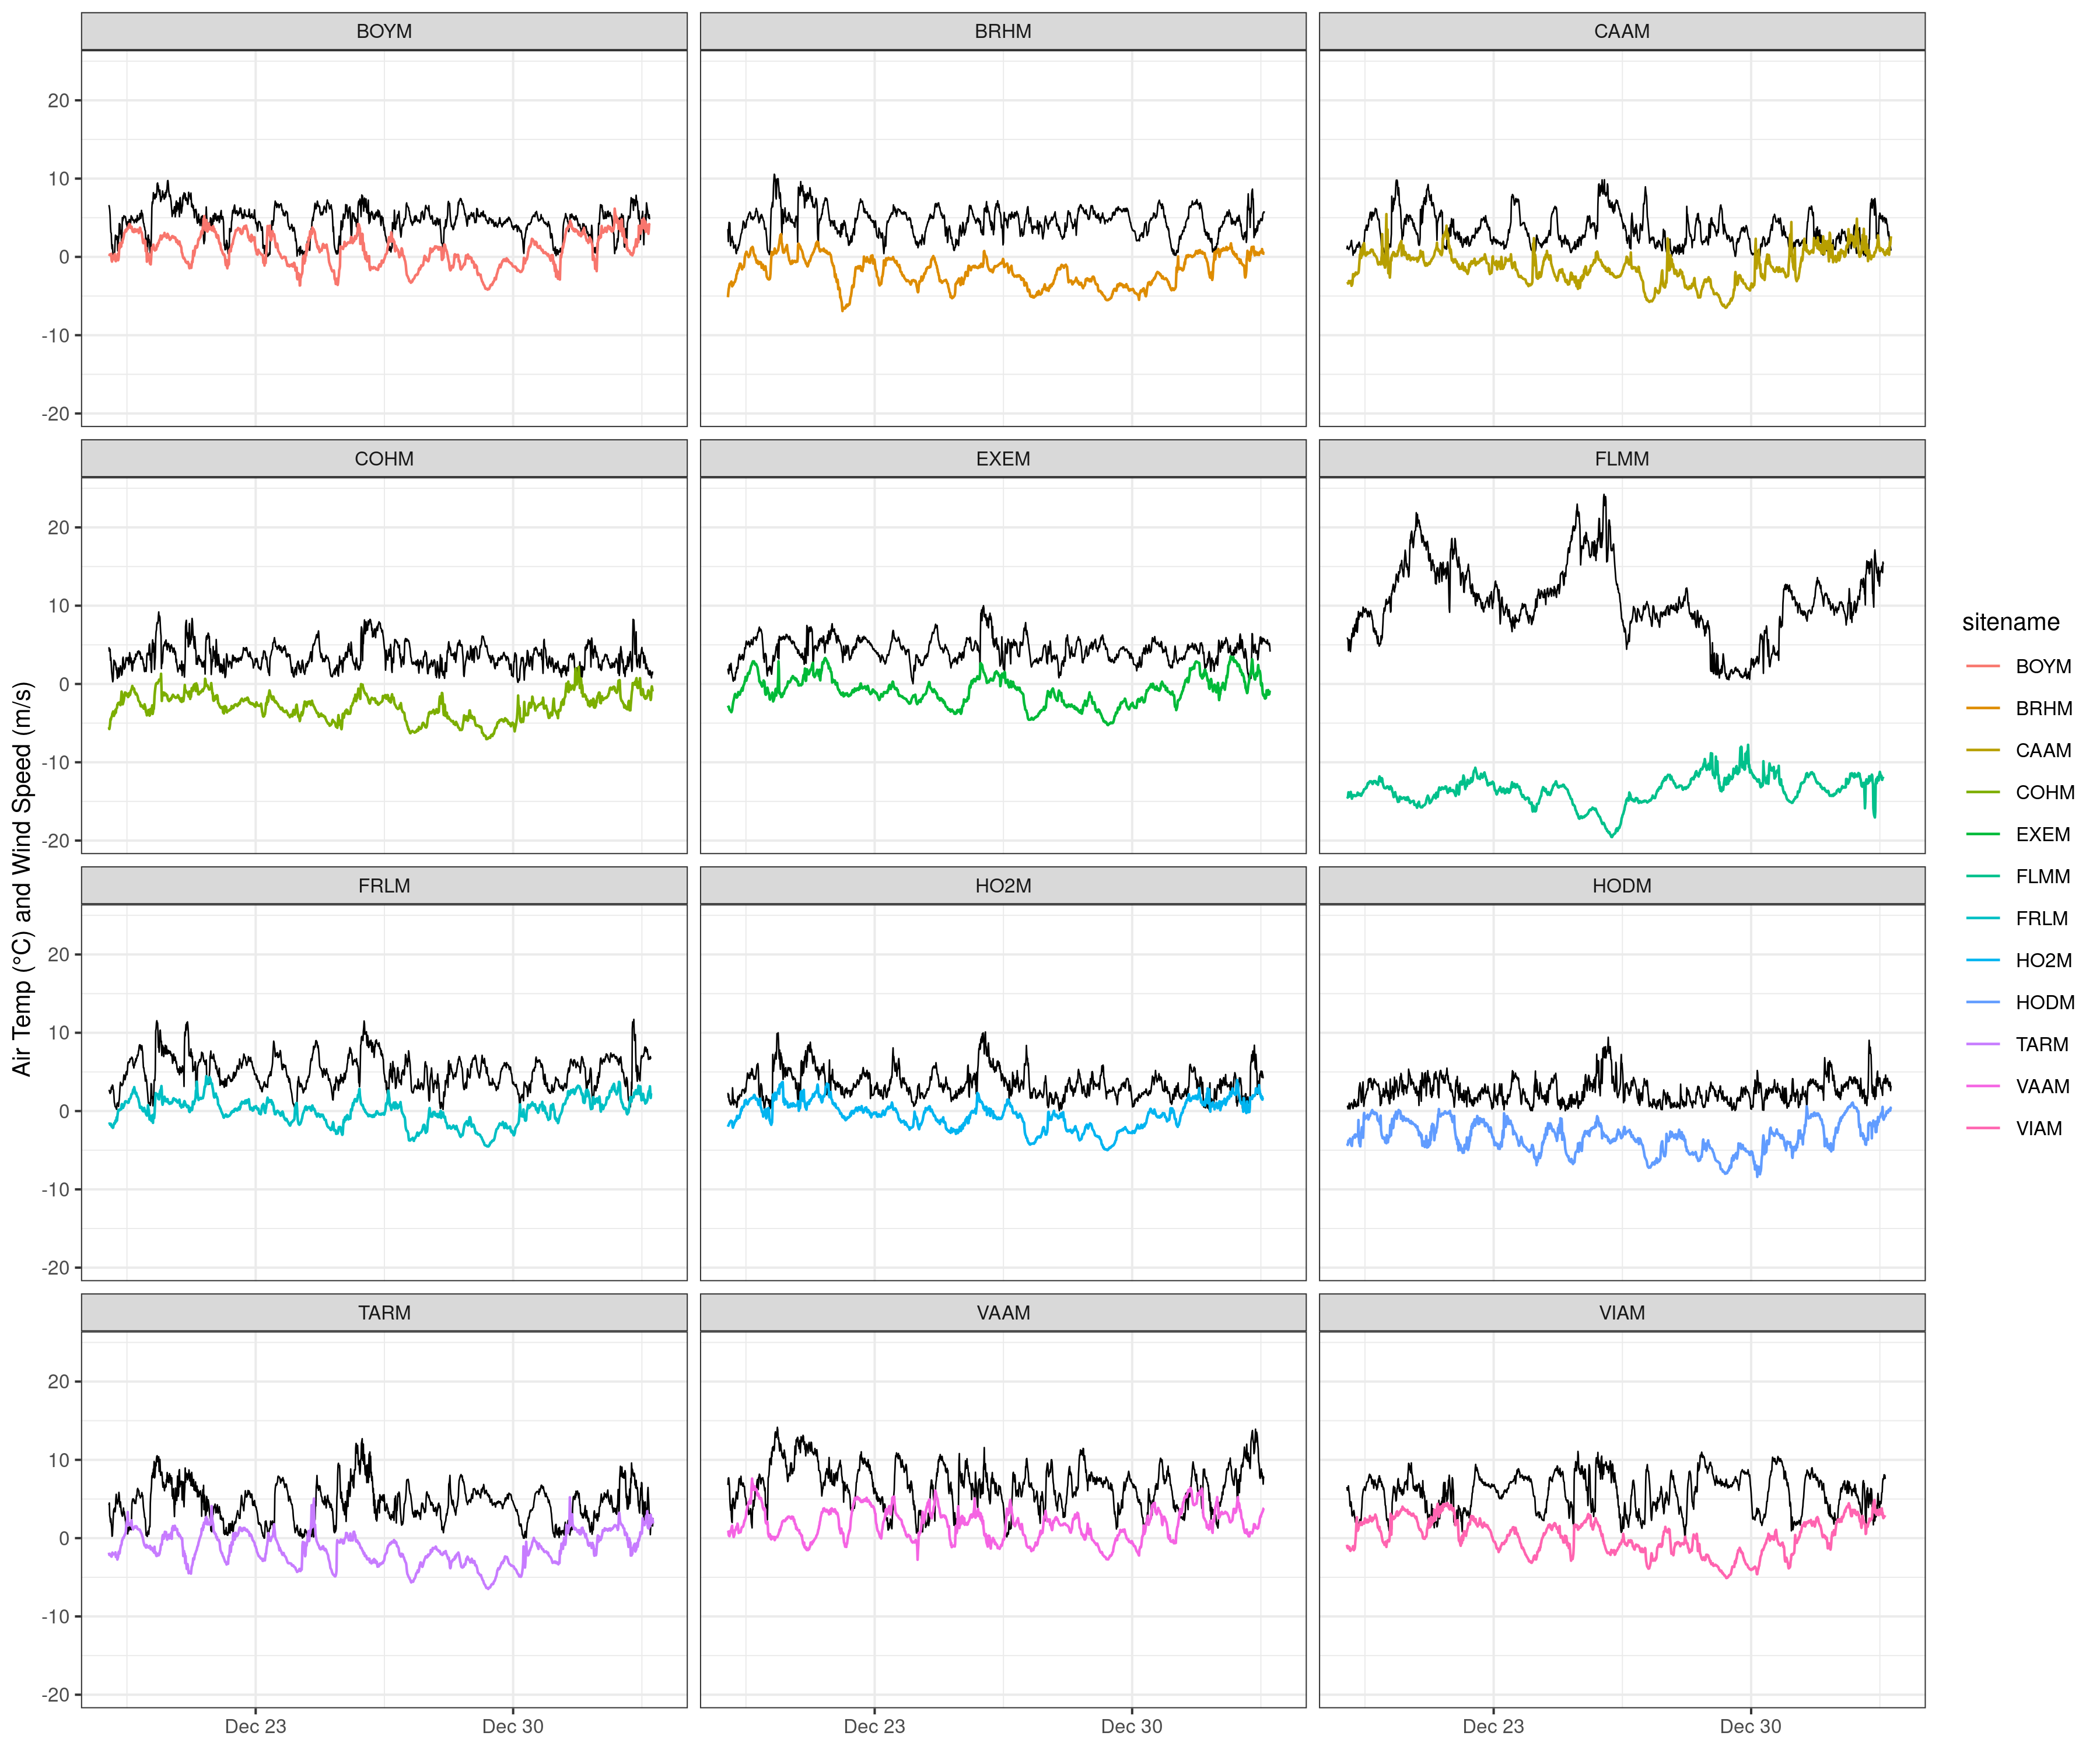 BOYM
BRHM
CAAM
20
10
0
-10
-20
COHM
EXEM
FLMM
20
10
0
-10
-20
FRLM
HO2M
HODM
20
10
0
-10
-20
TARM
VAAM
VIAM
20
10
0
-10
-20
Dec 23
Dec 30
Dec 23
Dec 30
Dec 23
Dec 30
Air Temp (°C) and Wind Speed (m/s)
sitename
BOYM
BRHM
CAAM
COHM
EXEM
FLMM
FRLM
HO2M
HODM
TARM
VAAM
VIAM